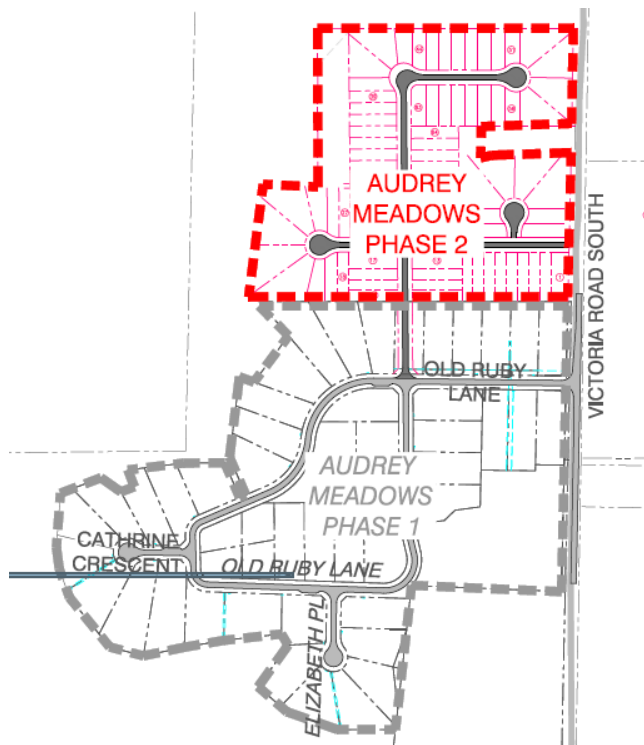 AUDREY
MEADOWS
PHASE 2
VICTORIA ROAD SOUTH
OLD RUBY
LANE
AUDREY
MEADOWS
PHASE 1
CATHRINE
CRESCENT
OLD RUBY LANE
ELIZABETH PL